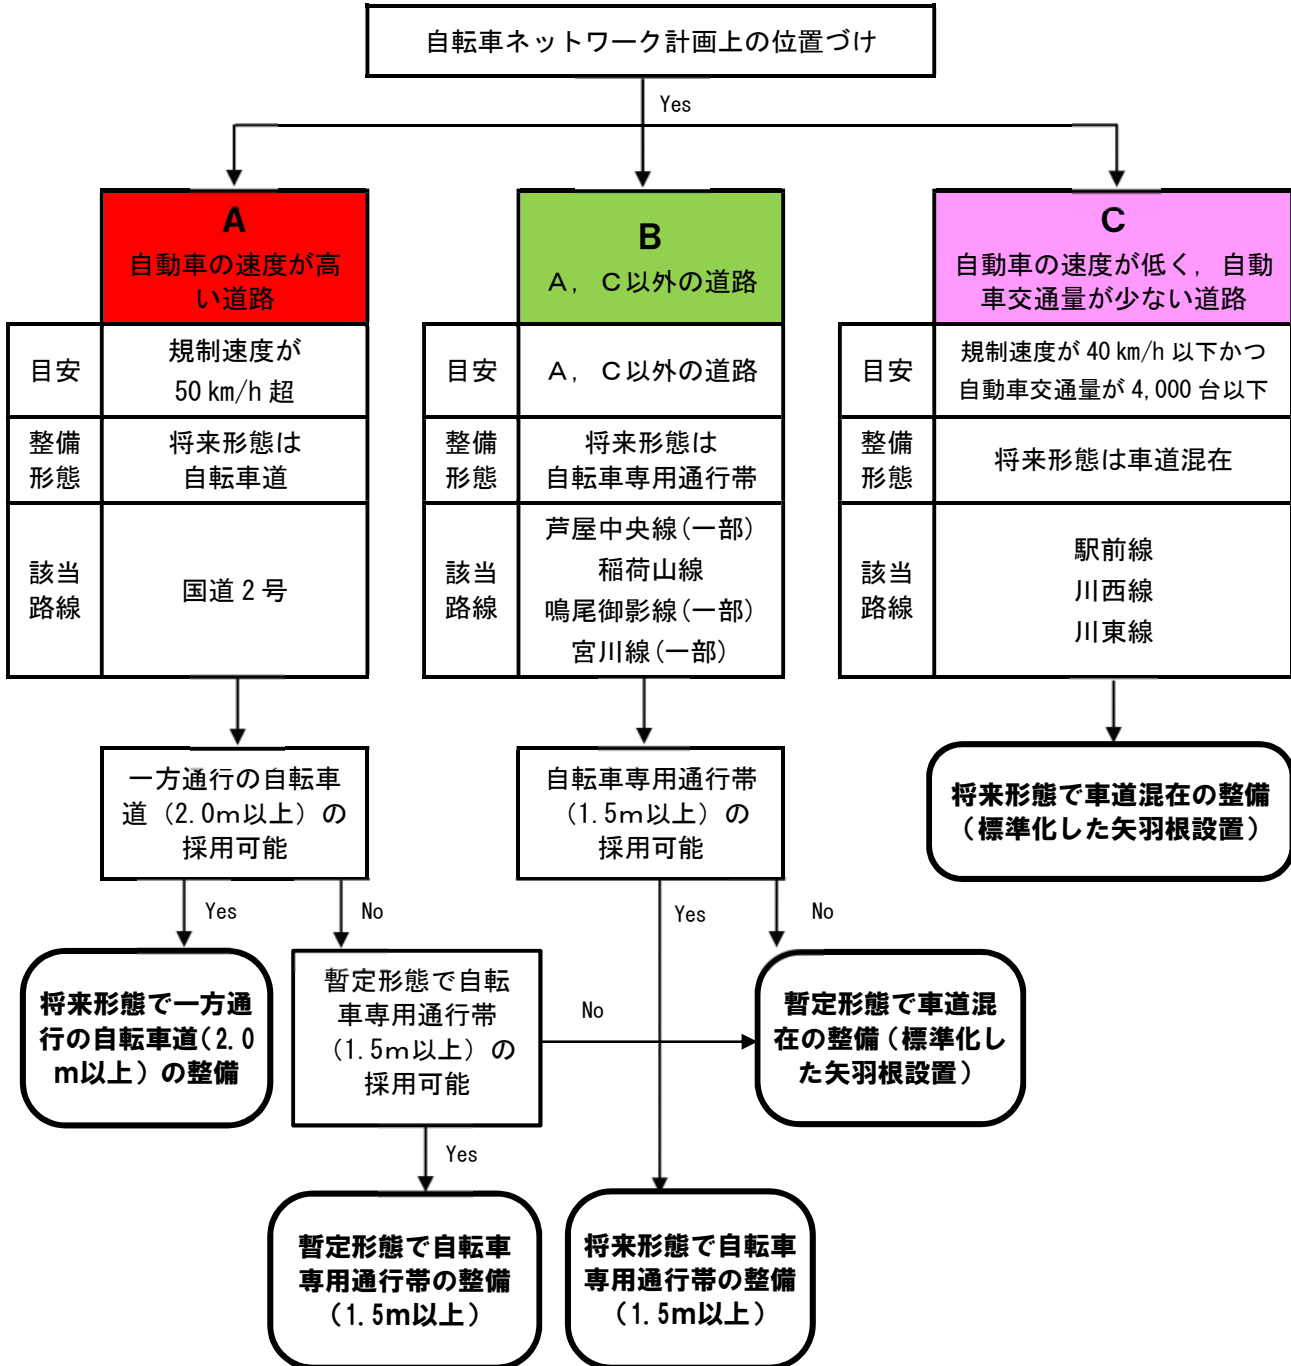 自転車ネットワーク計画上の位置づけ
Yes
A
自動車の速度が高
い道路
目安
規制速度が
50 km/h 超
整備
形態
将来形態は
自転車道
該当
路線
国道 2 号
B
A，C以外の道路
目安
A，C以外の道路
整備
形態
将来形態は
自転車専用通行帯
該当
路線
芦屋中央線(一部)
稲荷山線
鳴尾御影線(一部)
宮川線(一部)
C
自動車の速度が低く，自動
車交通量が少ない道路
目安
規制速度が 40 km/h 以下かつ
自動車交通量が 4,000 台以下
整備
形態
将来形態は車道混在
該当
路線
駅前線
川西線
川東線
一方通行の自転車
道（2.0m以上）の
採用可能
自転車専用通行帯
（1.5m以上）の
採用可能
将来形態で車道混在の整備
（標準化した矢羽根設置）
Yes
No
Yes
No
将来形態で一方通
行の自転車道(2.0
m以上）の整備
暫定形態で自転
車専用通行帯
（1.5m以上）の
採用可能
No
暫定形態で車道混
在の整備（標準化し
た矢羽根設置）
Yes
暫定形態で自転車
専用通行帯の整備
（1.5m以上）
将来形態で自転車
専用通行帯の整備
（1.5m以上）